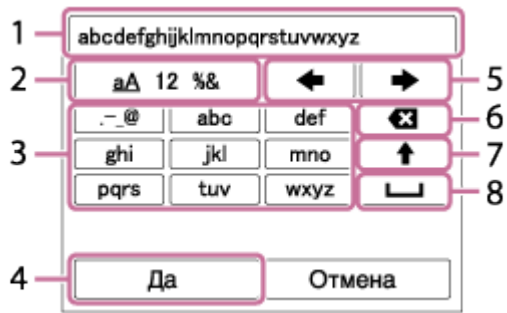 1 abcdefghijklmnopqrstuvwxyz
2 aA 12 %& 5
.-_@ abc def 6
3 ghi jkl mno 7
pqrs tuv wxyz 8
4 Да Отмена